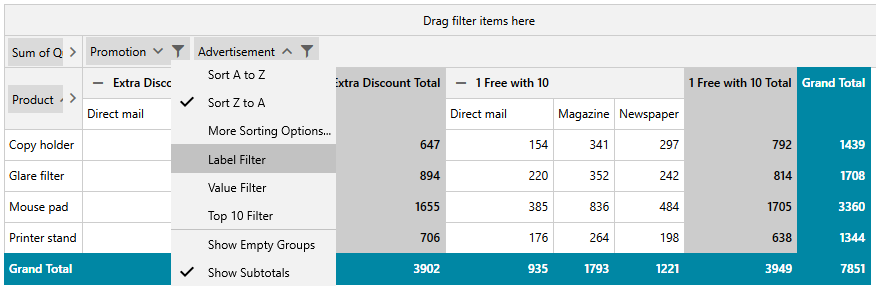 Drag filter items here
Sum of Q
Promotion Advertisement
Product
Extra Disco
Extra Discount Total
1 Free with 10
1 Free with 10 Total
Grand Total
Direct mail
Direct mail Magazine Newspaper
Sort A to Z
Sort Z to A
More Sorting Options...
Label Filter
Value Filter
Top 10 Filter
Show Empty Groups
Show Subtotals
Copy holder 647 154 341 297 792 1439
Glare filter 894 220 352 242 814 1708
Mouse pad 1655 385 836 484 1705 3360
Printer stand 706 176 264 198 638 1344
Grand Total 3902 935 1793 1221 3949 7851